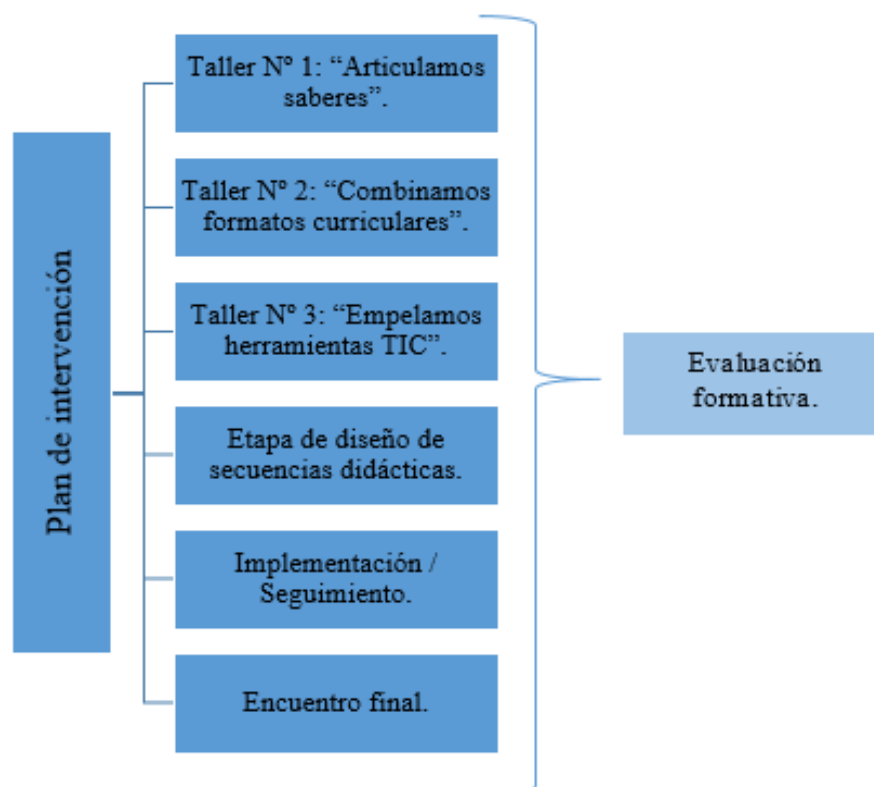 Plan de intervención
Taller Nº 1: “Articulamos
saberes”.
Taller Nº 2: “Combinamos
formatos curriculares”.
Taller Nº 3: “Empelamos
herramientas TIC”.
Etapa de diseño de
secuencias didácticas.
Implementación /
Seguimiento.
Encuentro final.
Evaluación
formativa.